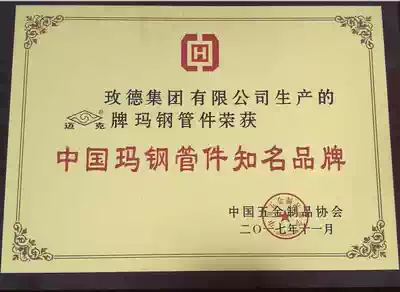 玫德集团有限公司生产的
迈克牌玛钢管件荣获
中国玛钢管件知名品牌
中国五金制品协会
二〇一七年十一月